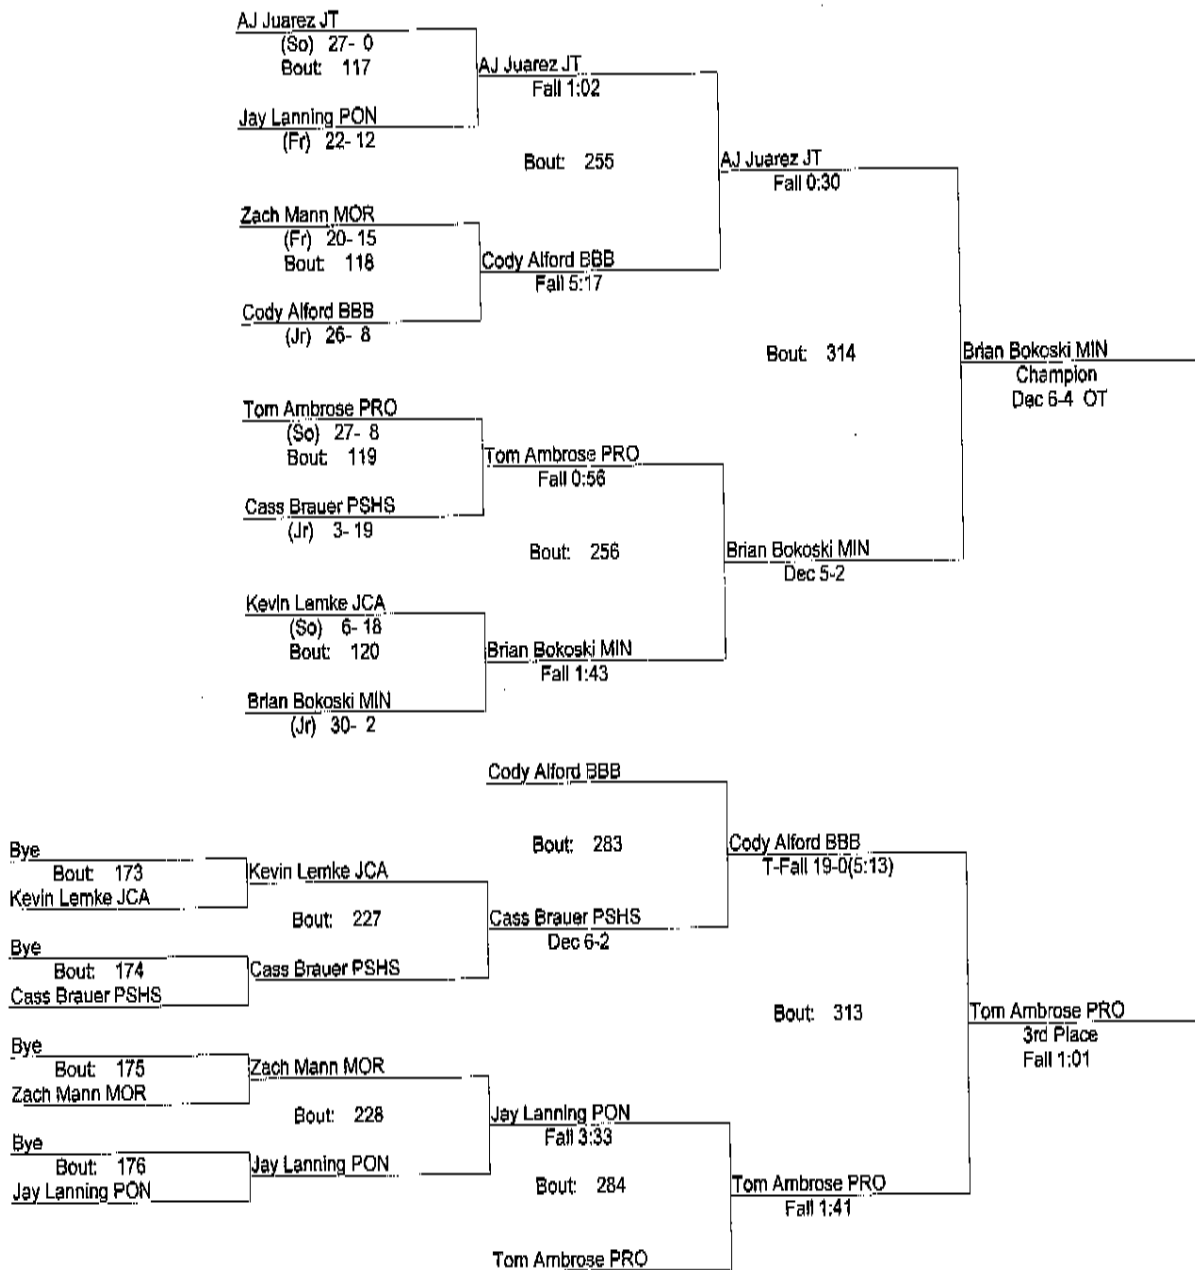 AJ Juarez JT
(So) 27- 0
Bout: 117
AJ Juarez JT
Fall 1:02
Jay Lanning PON
(Fr) 22- 12
Bout: 255
AJ Juarez JT
Fall 0:30
Zach Mann MOR
(Fr) 20- 15
Bout: 118
Cody Alford BBB
Fall 5:17
Cody Alford BBB
(Jr) 26- 8
Bout: 314
Brian Bokoski MIN
Champion
Dec 6-4 OT
Tom Ambrose PRO
(So) 27- 8
Bout: 119
Tom Ambrose PRO
Fall 0:56
Cass Brauer PSHS
(Jr) 3- 19
Bout: 256
Brian Bokoski MIN
Dec 5-2
Kevin Lemke JCA
(So) 6- 18
Bout: 120
Brian Bokoski MIN
Fall 1:43
Brian Bokoski MIN
(Jr) 30- 2
Cody Alford BBB
Bout: 283
Cody Alford BBB
T-Fall 19-0(5:13)
Bye
Bout: 173
Kevin Lemke JCA
Kevin Lemke JCA
Bout: 227
Cass Brauer PSHS
Dec 6-2
Bye
Bout: 174
Cass Brauer PSHS
Cass Brauer PSHS
Bout: 313
Tom Ambrose PRO
3rd Place
Fall 1:01
Bye
Bout: 175
Zach Mann MOR
Zach Mann MOR
Bout: 228
Jay Lanning PON
Fall 3:33
Bye
Bout: 176
Jay Lanning PON
Jay Lanning PON
Bout: 284
Tom Ambrose PRO
Fall 1:41
Tom Ambrose PRO